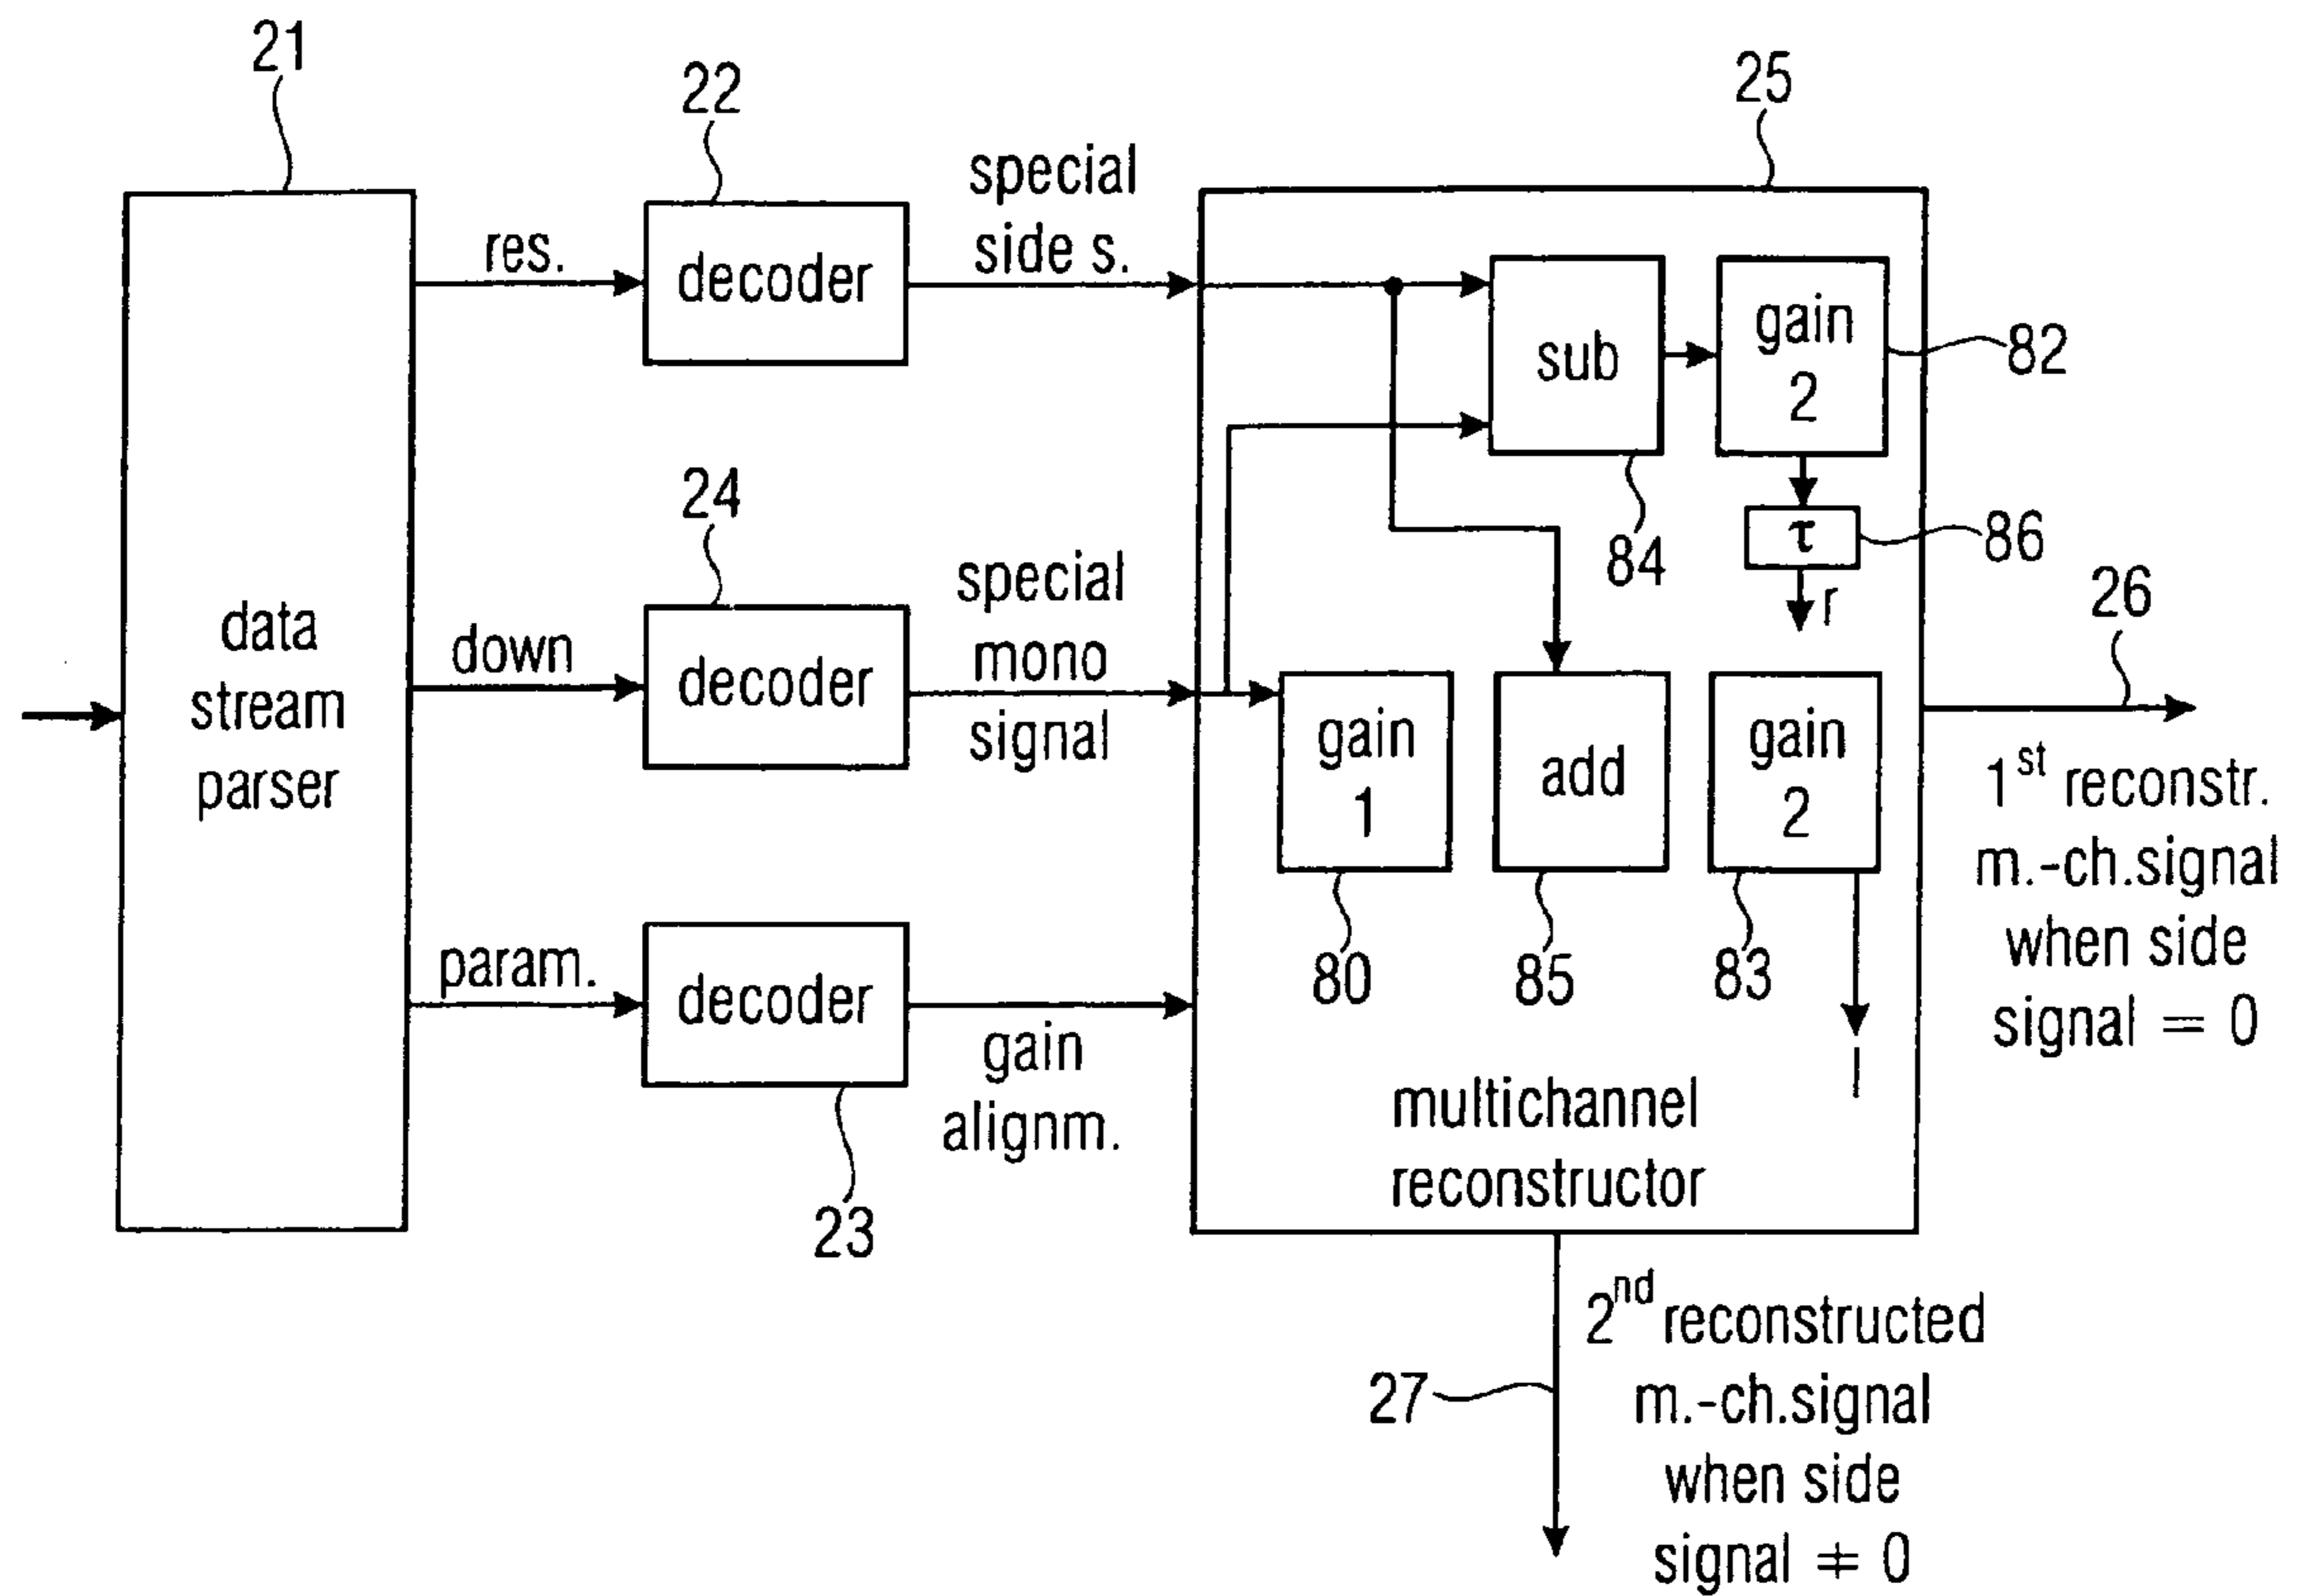 21
22
25
special
side s.
res.
decoder
sub
gain
2
82
24
84
τ
86
r
26
data
stream
parser
down
decoder
special
mono
signal
gain
1
add
gain
2
1st reconstr.
m.-ch.signal
when side
signal = 0
80
85
83
param.
decoder
gain
alignm.
l
multichannel
reconstructor
23
2nd reconstructed
m.-ch.signal
when side
signal ≠ 0
27